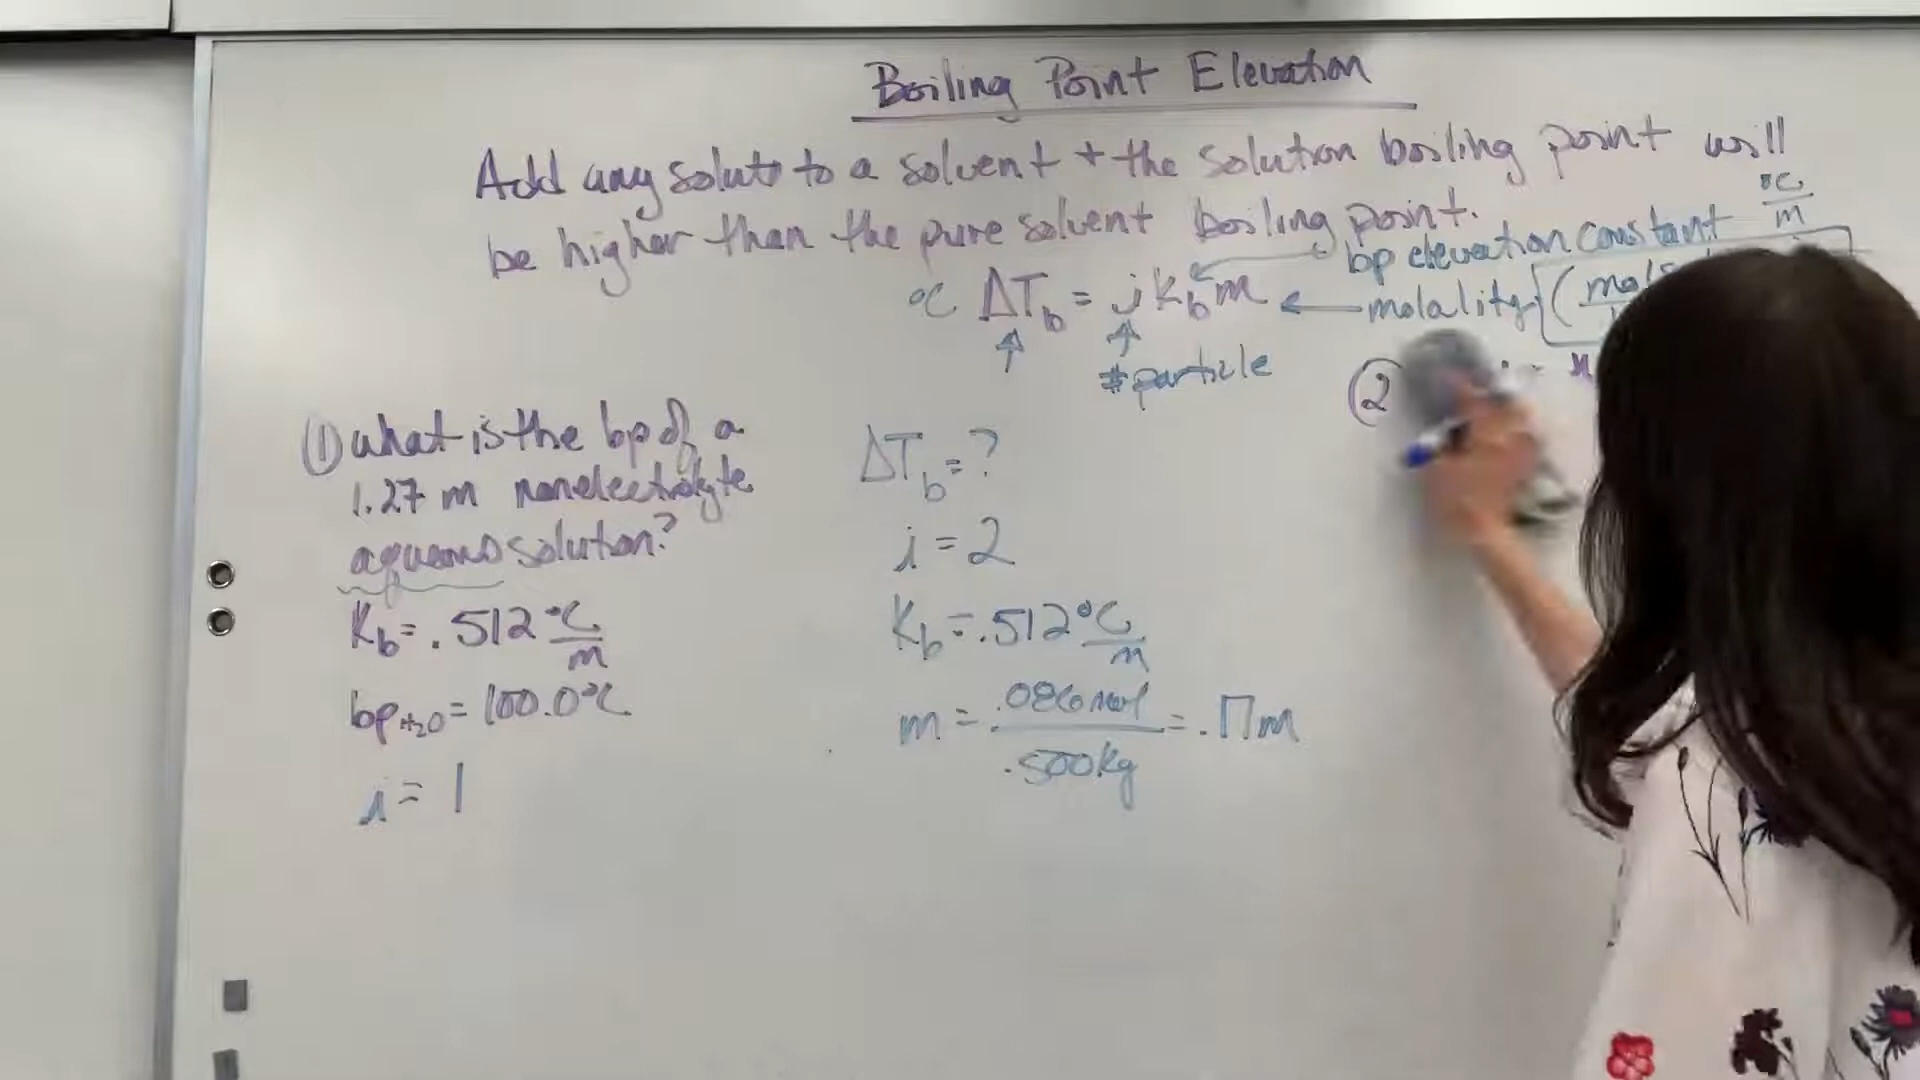 Boiling Point Elevation
Add any solute to a solvent + the solution boiling point will
be higher than the pure solvent boiling point.
bp elevation constant °C/m
°C ΔTb = i kb m ← molality (mols
# particle
① what is the bp of a
1.27 m nonelectrolyte
aqueous solution?
Kb = .512 °C/m
bpH2O = 100.0°C
i = 1
ΔTb = ?
i = 2
Kb = .512 °C/m
m = .086 mol / .500 kg = .17 m
②